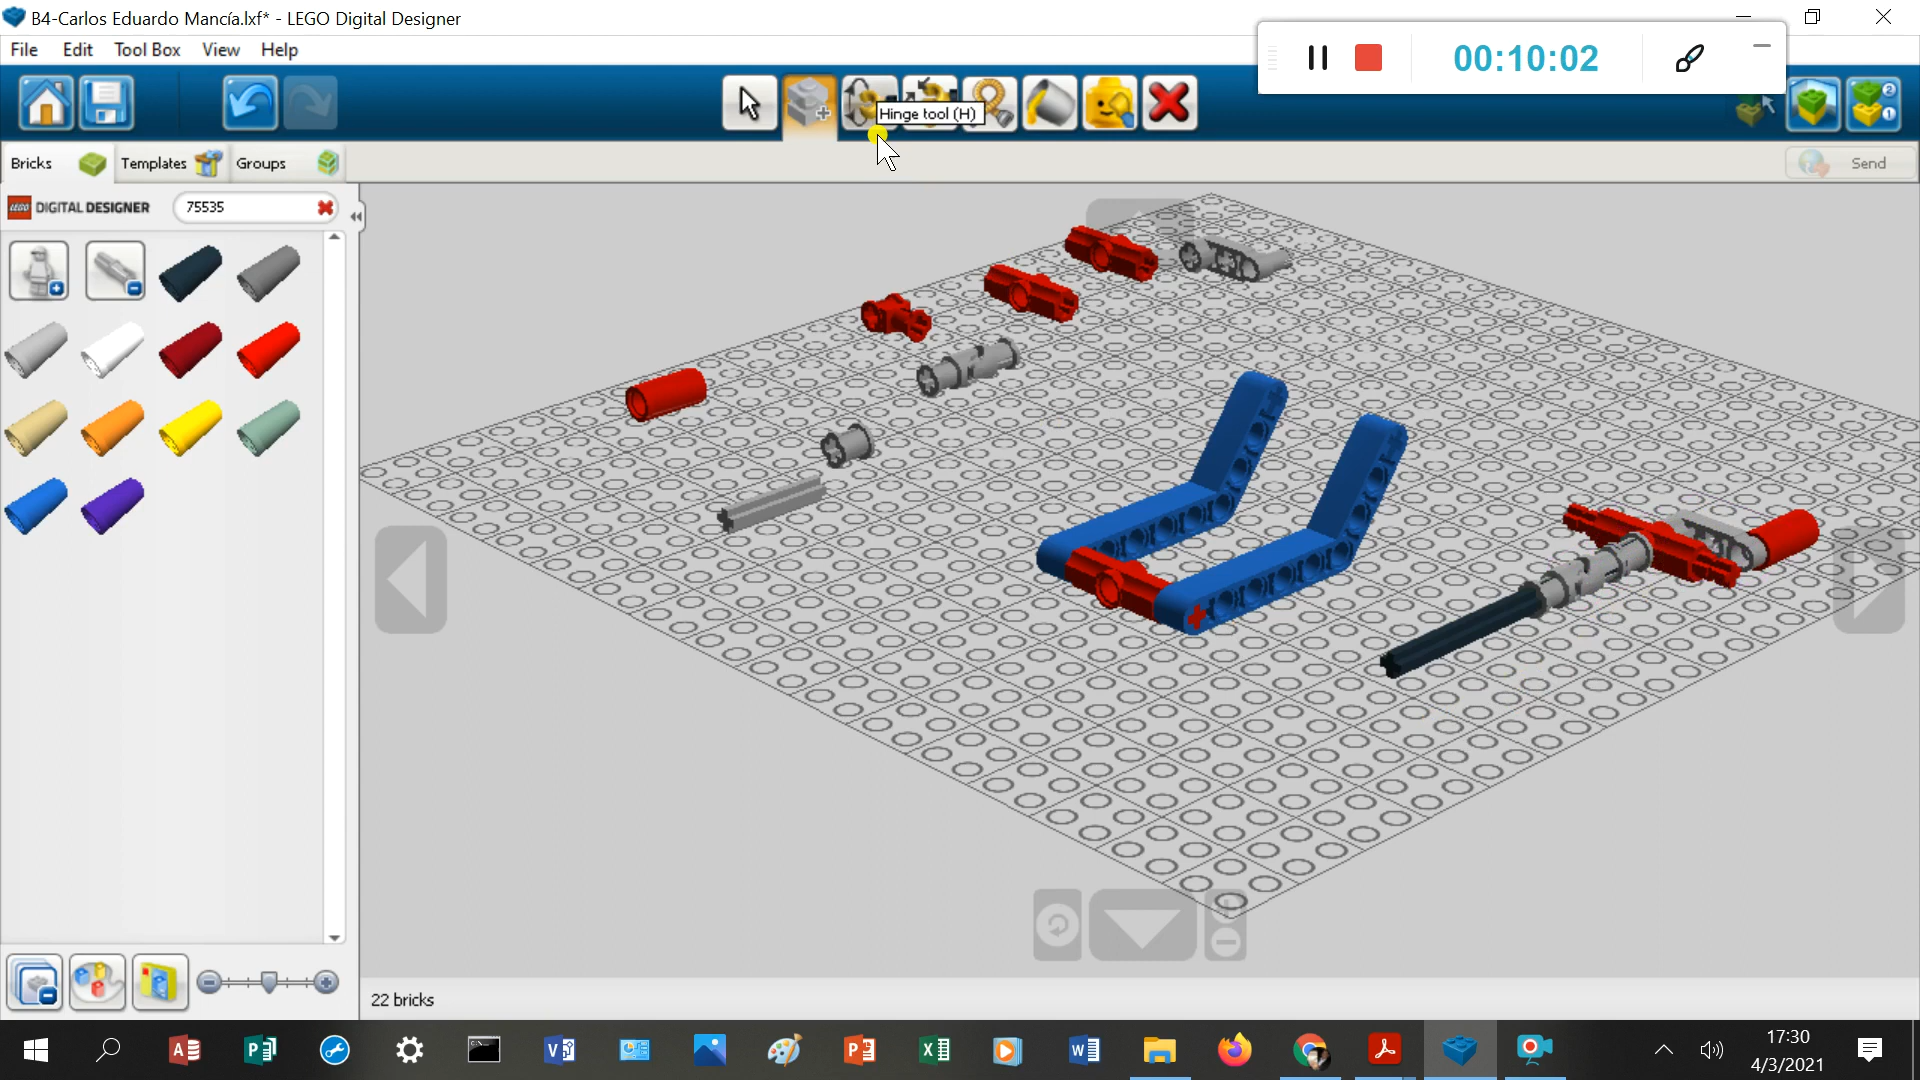 B4-Carlos Eduardo Mancía.lxf* - LEGO Digital Designer
File Edit Tool Box View Help
00:10:02
Hinge tool (H)
Bricks Templates Groups
Send
LEGO DIGITAL DESIGNER 75535
22 bricks
17:30
4/3/2021